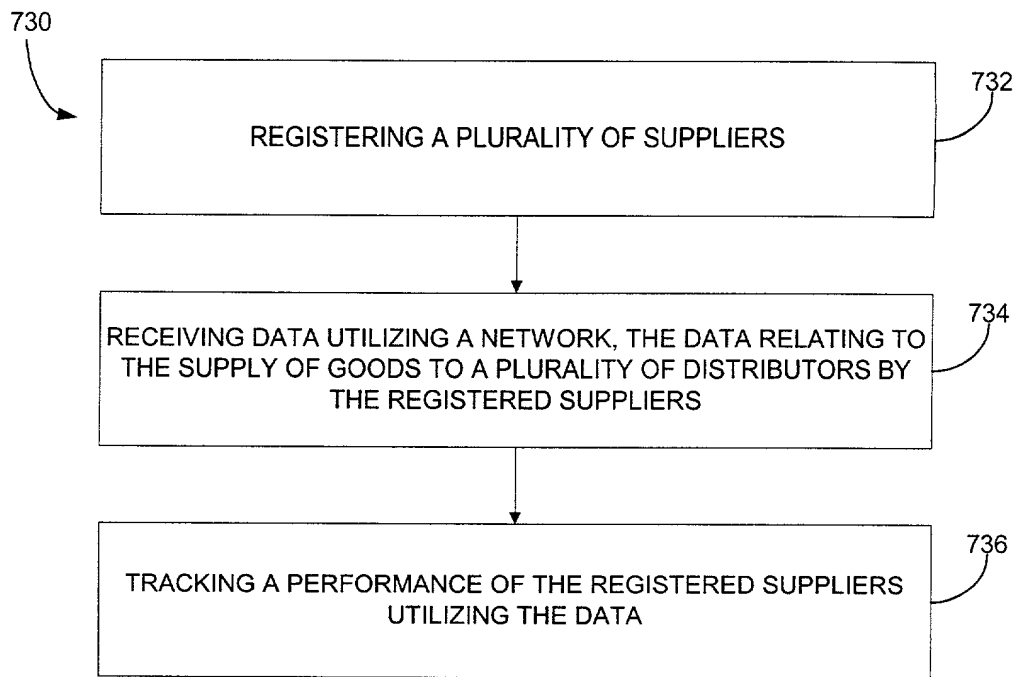 730
732
REGISTERING A PLURALITY OF SUPPLIERS
734
RECEIVING DATA UTILIZING A NETWORK, THE DATA RELATING TO
THE SUPPLY OF GOODS TO A PLURALITY OF DISTRIBUTORS BY
THE REGISTERED SUPPLIERS
736
TRACKING A PERFORMANCE OF THE REGISTERED SUPPLIERS
UTILIZING THE DATA